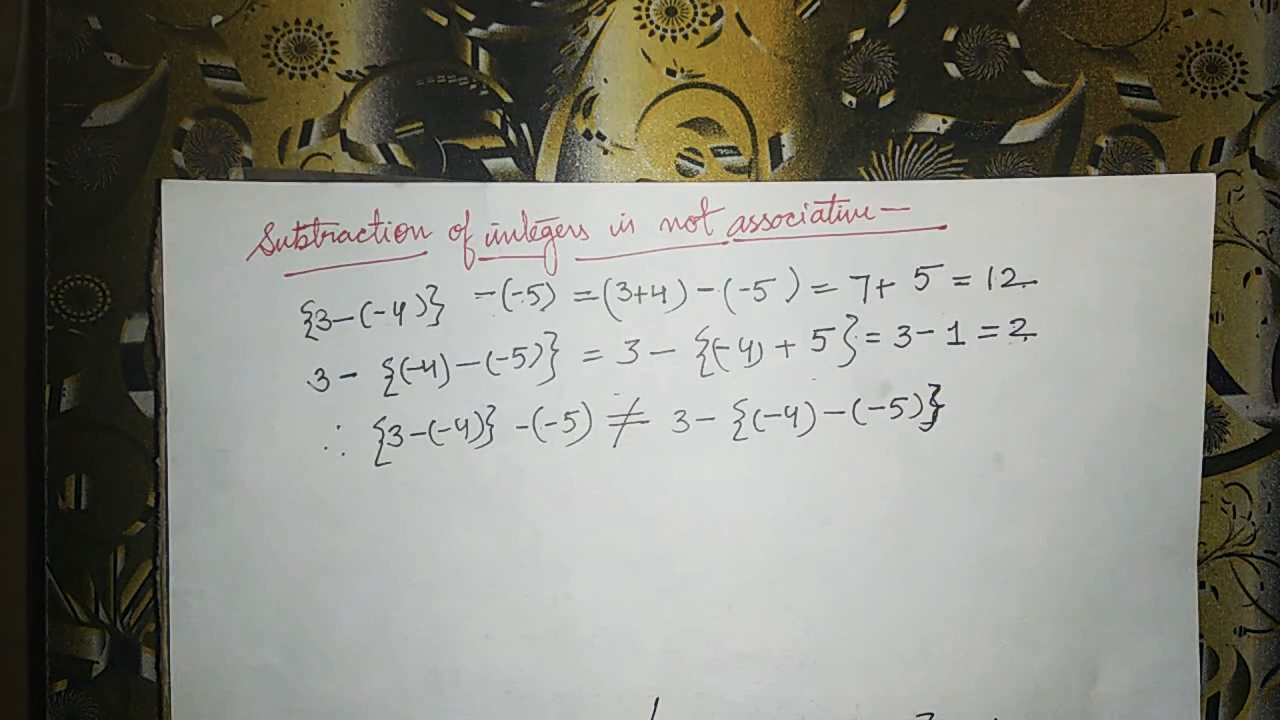 Subtraction of integers is not associative—
{3-(-4)} -(-5) = (3+4)-(-5) = 7+ 5 = 12
3 - {(-4)-(-5)} = 3 - {(-4) + 5} = 3 - 1 = 2
∴ {3-(-4)} -(-5) ≠ 3 - {(-4)-(-5)}